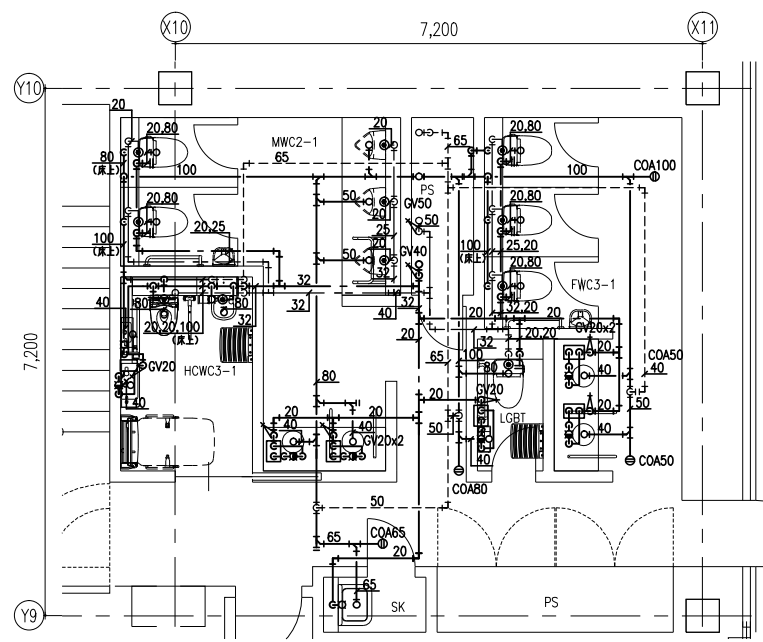 X10
X11
7,200
Y10
20
20,80
MWC2-1
20
65
20,80
80
(床上)
65
100
PS
100
COA100
20,80
50
20
GV50
50
20,80
20,25
25
100
(床上)
20
GV40
100
(床上)
25,20
50
32
20,80
FWC3-1
32
40
80
80
32
40
32
32,20
20,20,100
(床上)
32
20
20
20
20,20
GV20x2
7,200
HCWC3-1
32
20
COA50
GV20
65
100
80
40
80
20
GV20
20
50
40
20
20
LGBT
20
50
40
40
GV20x2
40
40
COA50
COA80
50
65
COA65
20
65
SK
PS
Y9